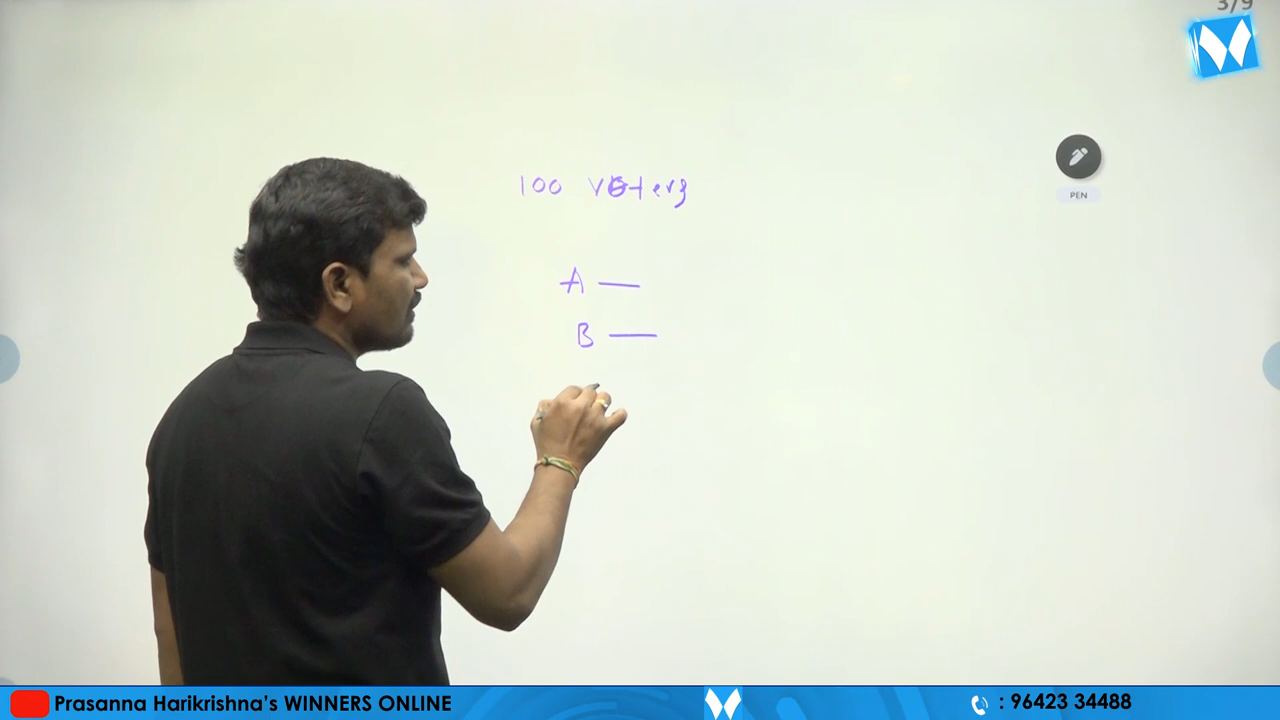 3/9
100 Voters
PEN
A —
B —
Prasanna Harikrishna's WINNERS ONLINE
: 96423 34488